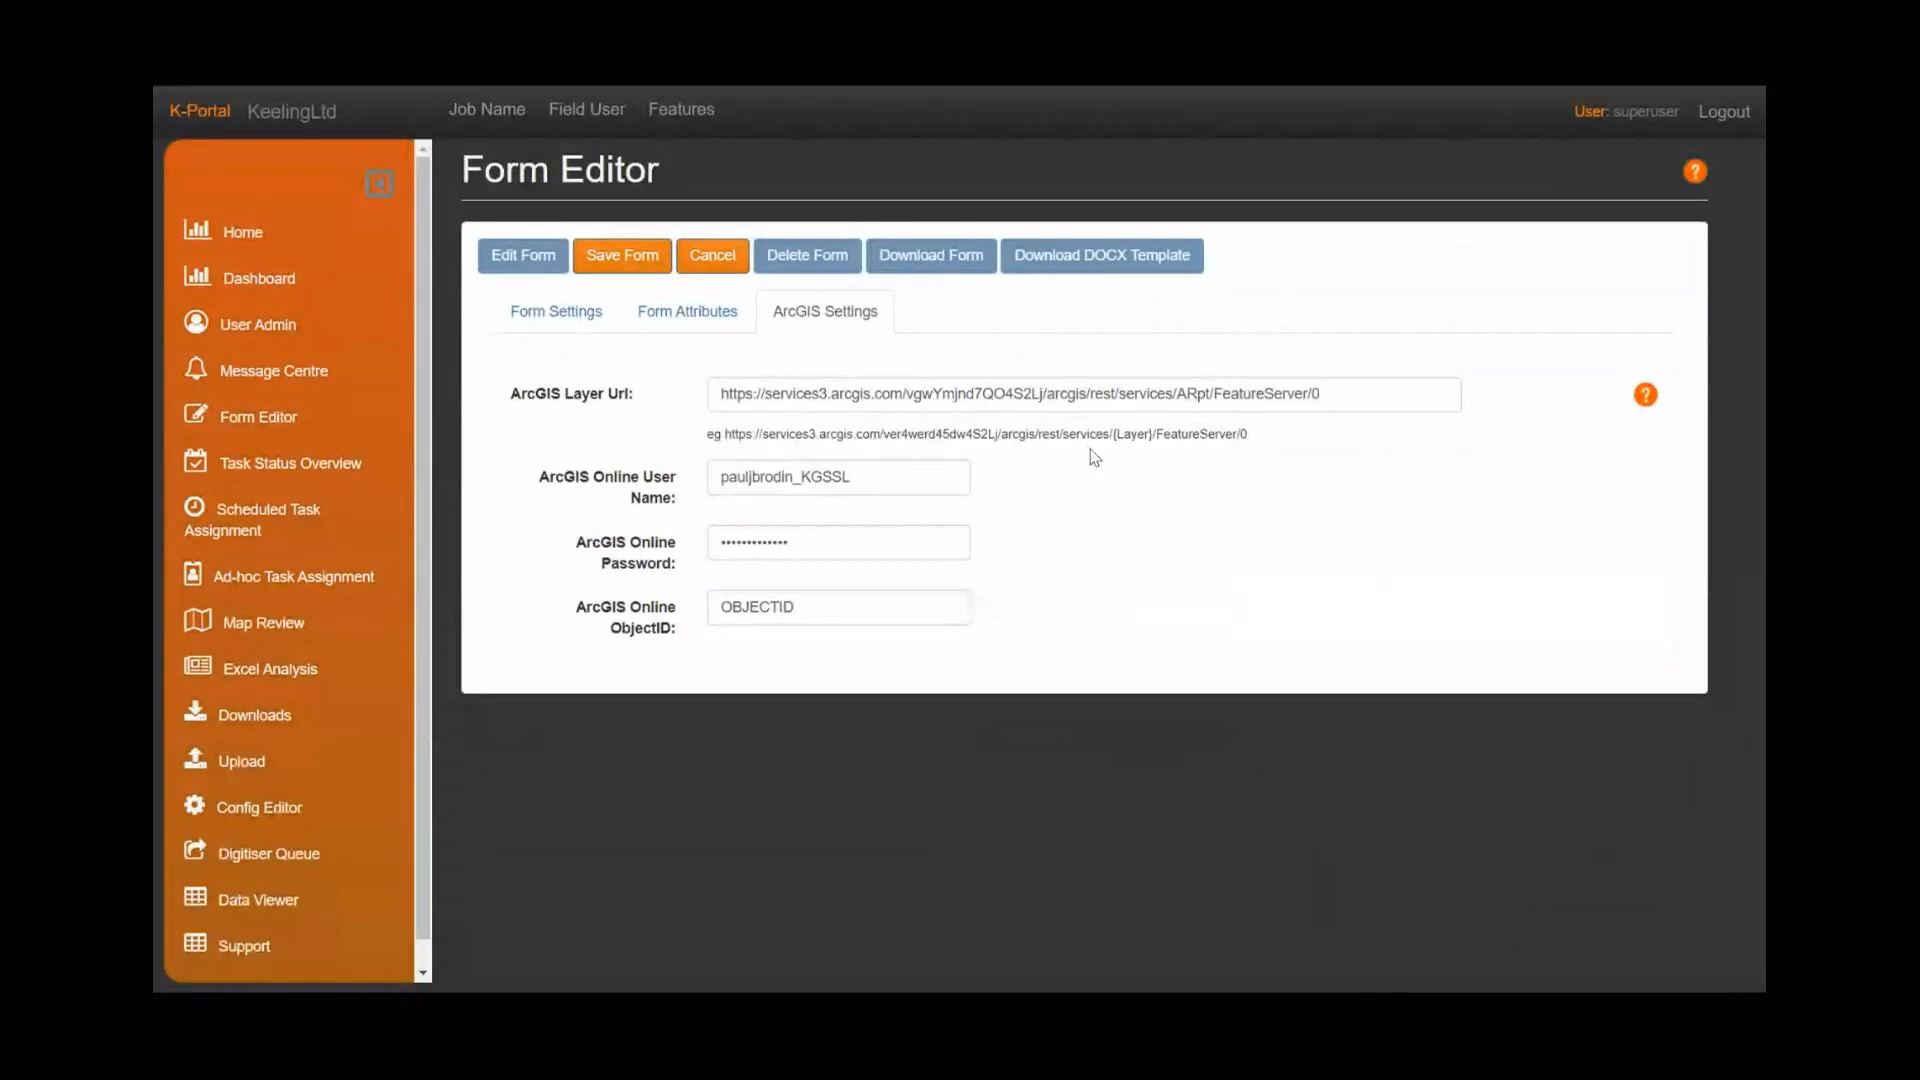 K-Portal KeelingLtd Job Name Field User Features User: superuser Logout
Form Editor
?
Home
Dashboard
User Admin
Message Centre
Form Editor
Task Status Overview
Scheduled Task
Assignment
Ad-hoc Task Assignment
Map Review
Excel Analysis
Downloads
Upload
Config Editor
Digitiser Queue
Data Viewer
Support
Edit Form Save Form Cancel Delete Form Download Form Download DOCX Template
Form Settings Form Attributes ArcGIS Settings
ArcGIS Layer Url: https://services3.arcgis.com/vgwYmjnd7QO4S2Lj/arcgis/rest/services/ARpt/FeatureServer/0 ?
eg https://services3.arcgis.com/ver4werd45dw4S2Lj/arcgis/rest/services/{Layer}/FeatureServer/0
ArcGIS Online User
Name:
pauljbrodin_KGSSL
ArcGIS Online
Password:
•••••••••••••
ArcGIS Online
ObjectID:
OBJECTID